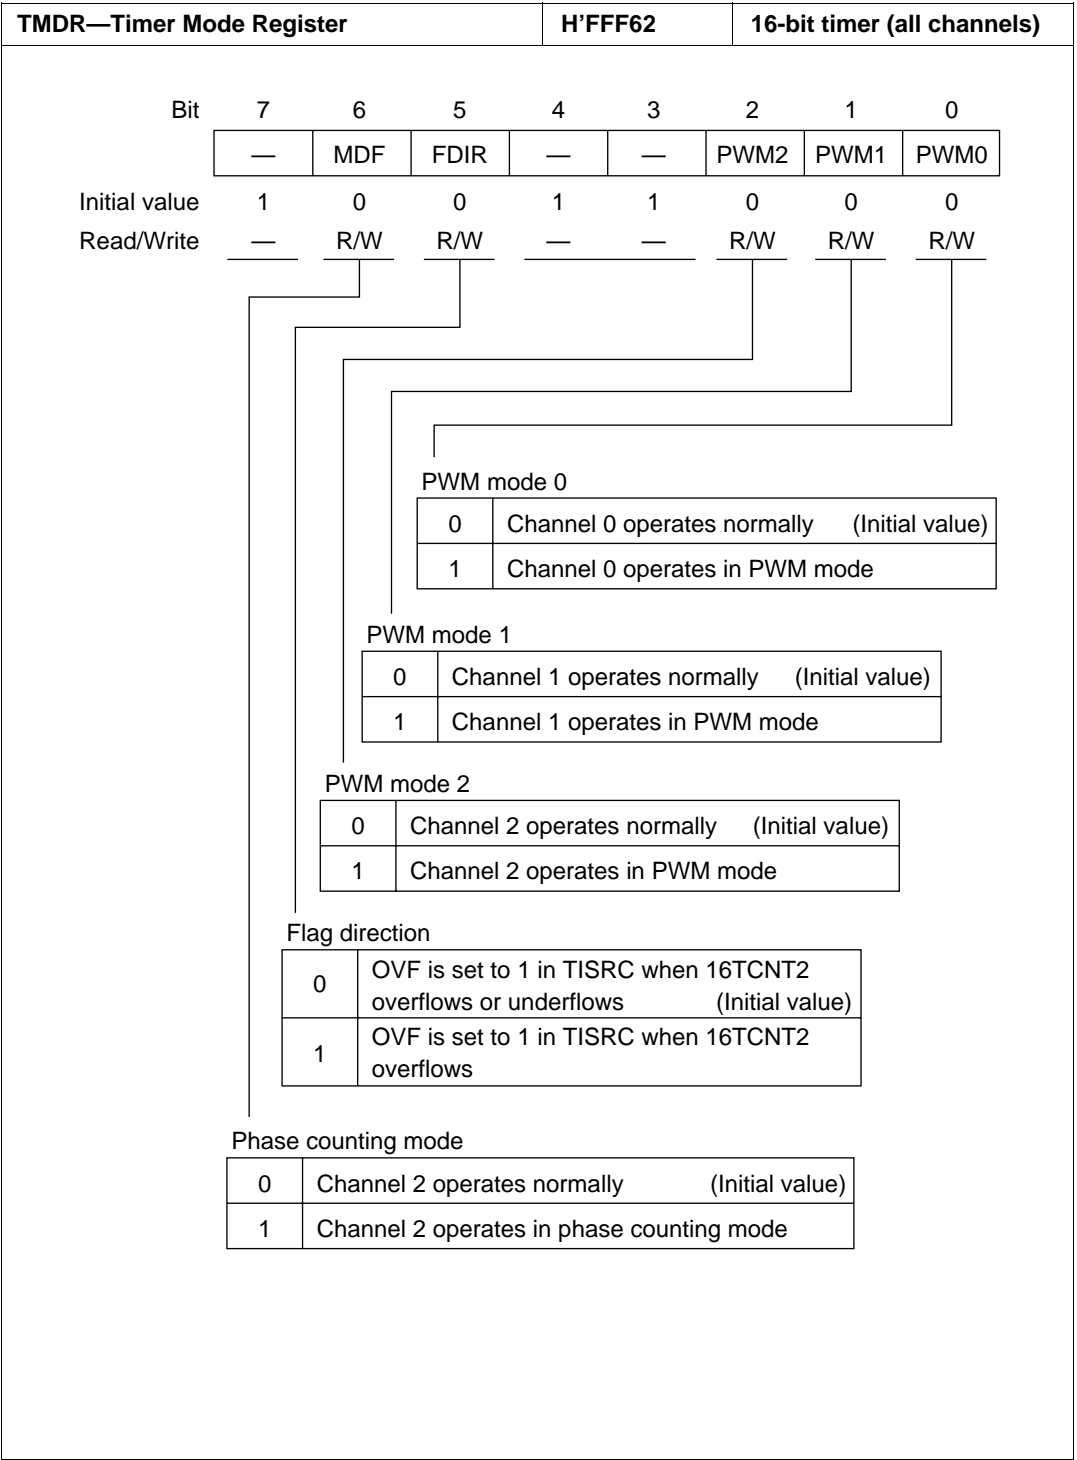 TMDR—Timer Mode Register H'FFF62 16-bit timer (all channels)
Bit 7 6 5 4 3 2 1 0
— MDF FDIR — — PWM2 PWM1 PWM0
Initial value 1 0 0 1 1 0 0 0
Read/Write — R/W R/W — — R/W R/W R/W
PWM mode 0
0 Channel 0 operates normally (Initial value)
1 Channel 0 operates in PWM mode
PWM mode 1
0 Channel 1 operates normally (Initial value)
1 Channel 1 operates in PWM mode
PWM mode 2
0 Channel 2 operates normally (Initial value)
1 Channel 2 operates in PWM mode
Flag direction
0 OVF is set to 1 in TISRC when 16TCNT2
overflows or underflows (Initial value)
1 OVF is set to 1 in TISRC when 16TCNT2
overflows
Phase counting mode
0 Channel 2 operates normally (Initial value)
1 Channel 2 operates in phase counting mode